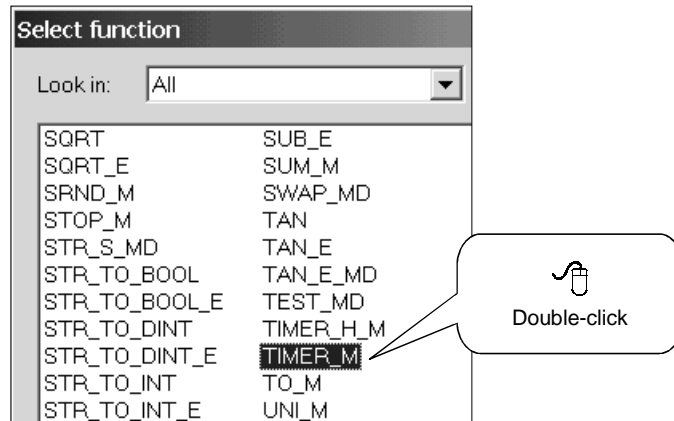 Select function
Look in: All
SQRT SUB_E
SQRT_E SUM_M
SRND_M SWAP_MD
STOP_M TAN
STR_S_MD TAN_E
STR_TO_BOOL TAN_E_MD
STR_TO_BOOL_E TEST_MD
STR_TO_DINT TIMER_H_M
STR_TO_DINT_E TIMER_M
STR_TO_INT TO_M
STR_TO_INT_E UNI_M
Double-click